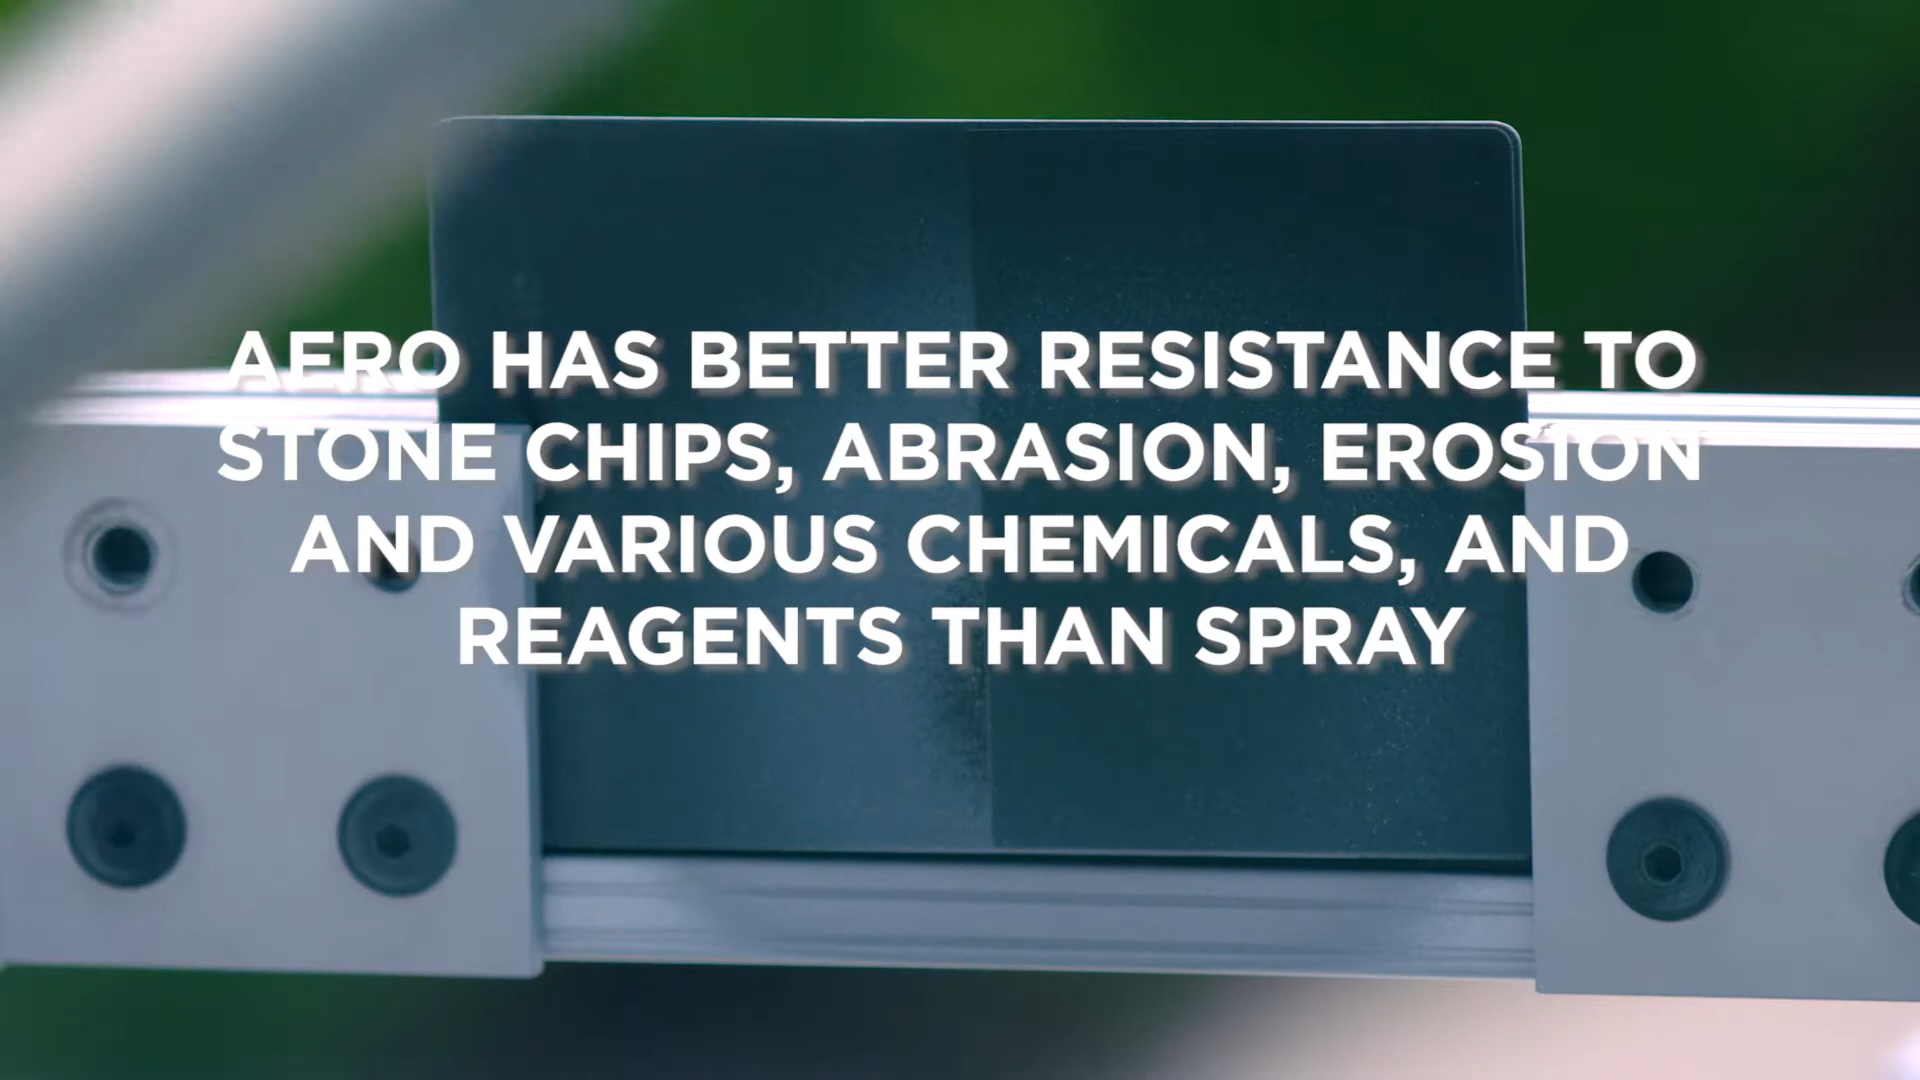 AERO HAS BETTER RESISTANCE TO
STONE CHIPS, ABRASION, EROSION
AND VARIOUS CHEMICALS, AND
REAGENTS THAN SPRAY